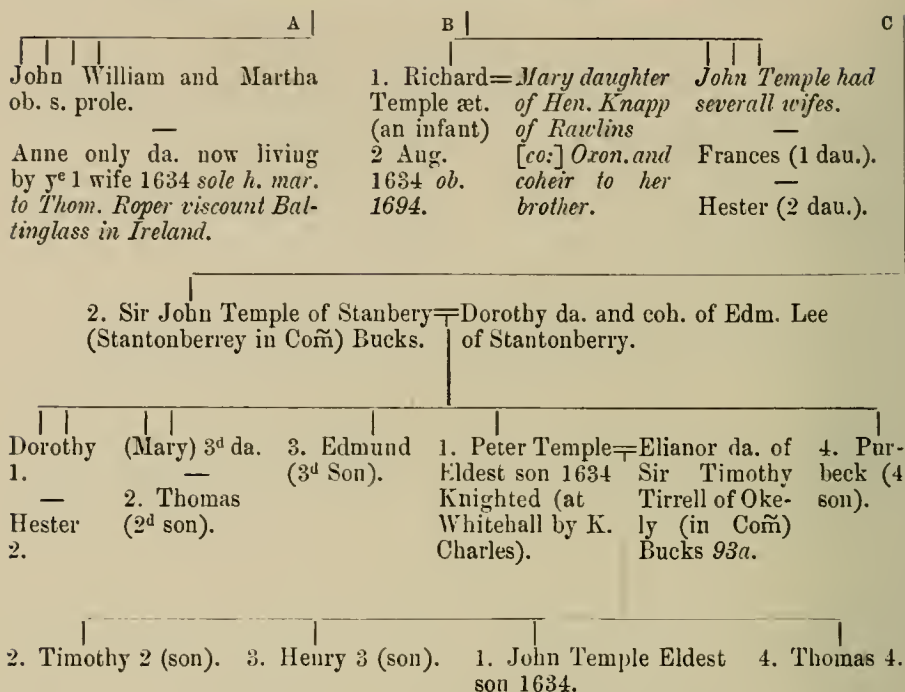 A B C
John William and Martha
ob. s. prole.
—
Anne only da. now living
by yᵉ 1 wife 1634 sole h. mar.
to Thom. Roper viscount Bal-
tinglass in Ireland.
1. Richard=
Temple æt.
(an infant)
2 Aug.
1634 ob.
1694.
Mary daughter
of Hen. Knapp
of Rawlins
[co:] Oxon. and
coheir to her
brother.
John Temple had
severall wifes.
—
Frances (1 dau.).
—
Hester (2 dau.).
2. Sir John Temple of Stanbery=Dorothy da. and coh. of Edm. Lee
(Stantonberrey in Com̃) Bucks. of Stantonberry.
Dorothy
1.
—
Hester
2.
(Mary) 3ᵈ da.
—
2. Thomas
(2ᵈ son).
3. Edmund
(3ᵈ Son).
1. Peter Temple=
Eldest son 1634
Knighted (at
Whitehall by K.
Charles).
Elianor da. of
Sir Timothy
Tirrell of Oke-
ly (in Com̃)
Bucks 93a.
4. Pur-
beck (4
son).
2. Timothy 2 (son). 3. Henry 3 (son). 1. John Temple Eldest 4. Thomas 4.
son 1634.